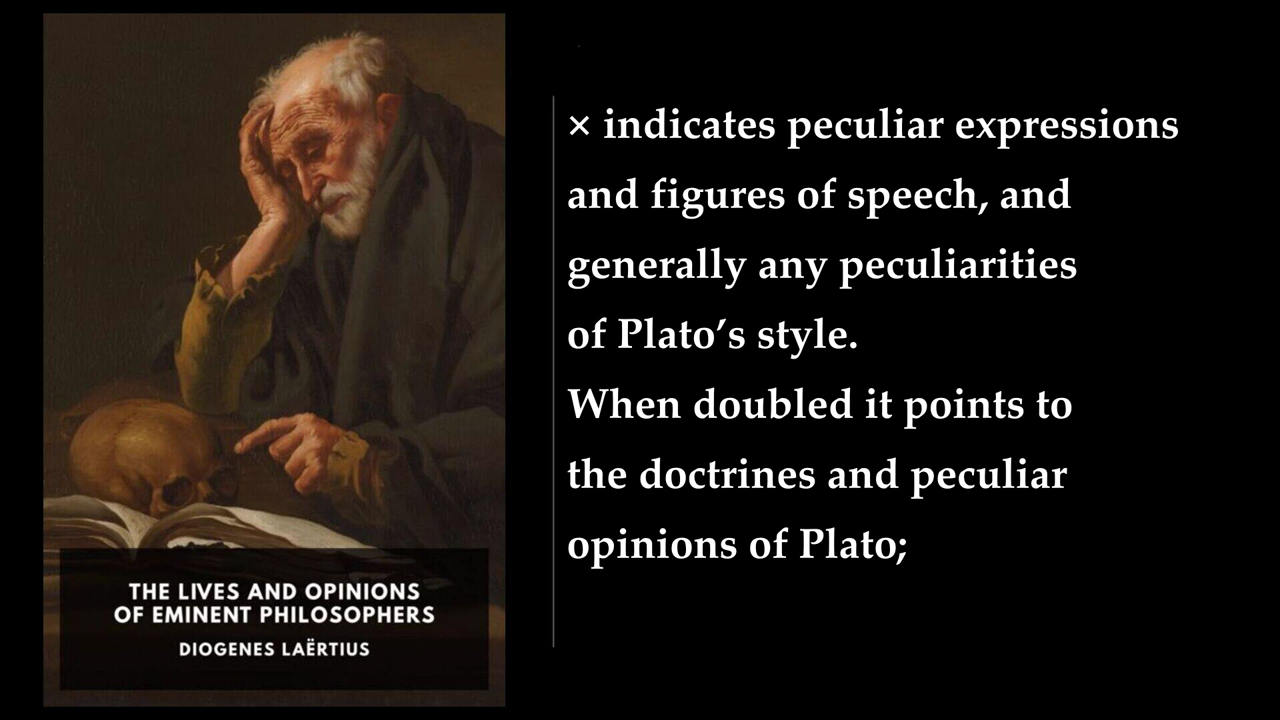 × indicates peculiar expressions
and figures of speech, and
generally any peculiarities
of Plato’s style.
When doubled it points to
the doctrines and peculiar
opinions of Plato;
THE LIVES AND OPINIONS
OF EMINENT PHILOSOPHERS
DIOGENES LAËRTIUS